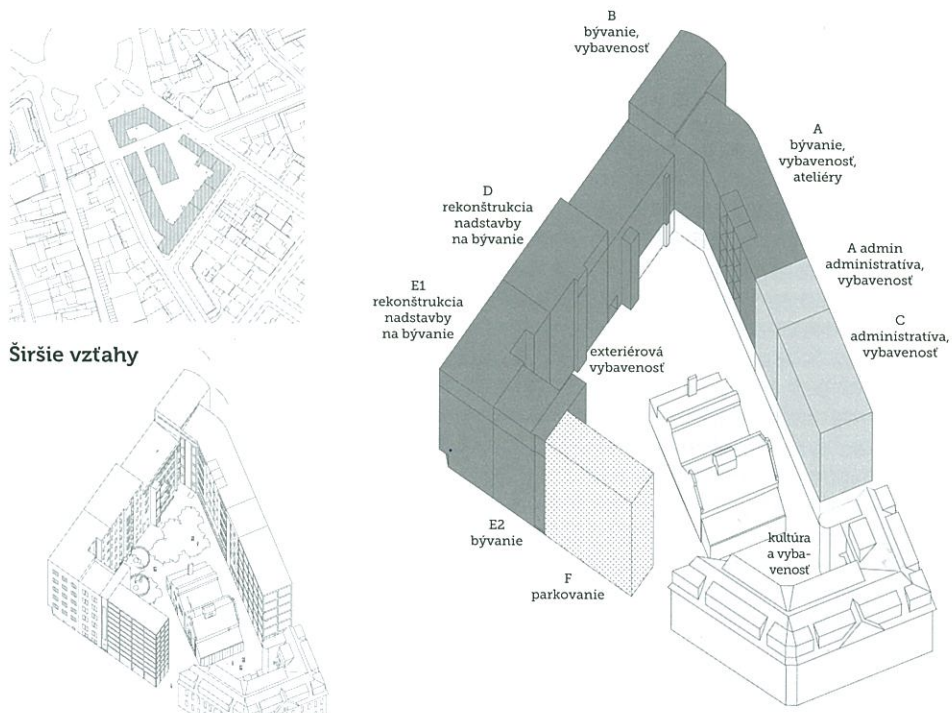 B
bývanie,
vybavenosť
A
bývanie,
vybavenosť,
ateliéry
D
rekonštrukcia
nadstavby
na bývanie
A admin
administratíva,
vybavenosť
E1
rekonštrukcia
nadstavby
na bývanie
C
administratíva,
vybavenosť
exteriérová
vybavenosť
Širšie vzťahy
E2
bývanie
kultúra
a vyba-
venosť
F
parkovanie